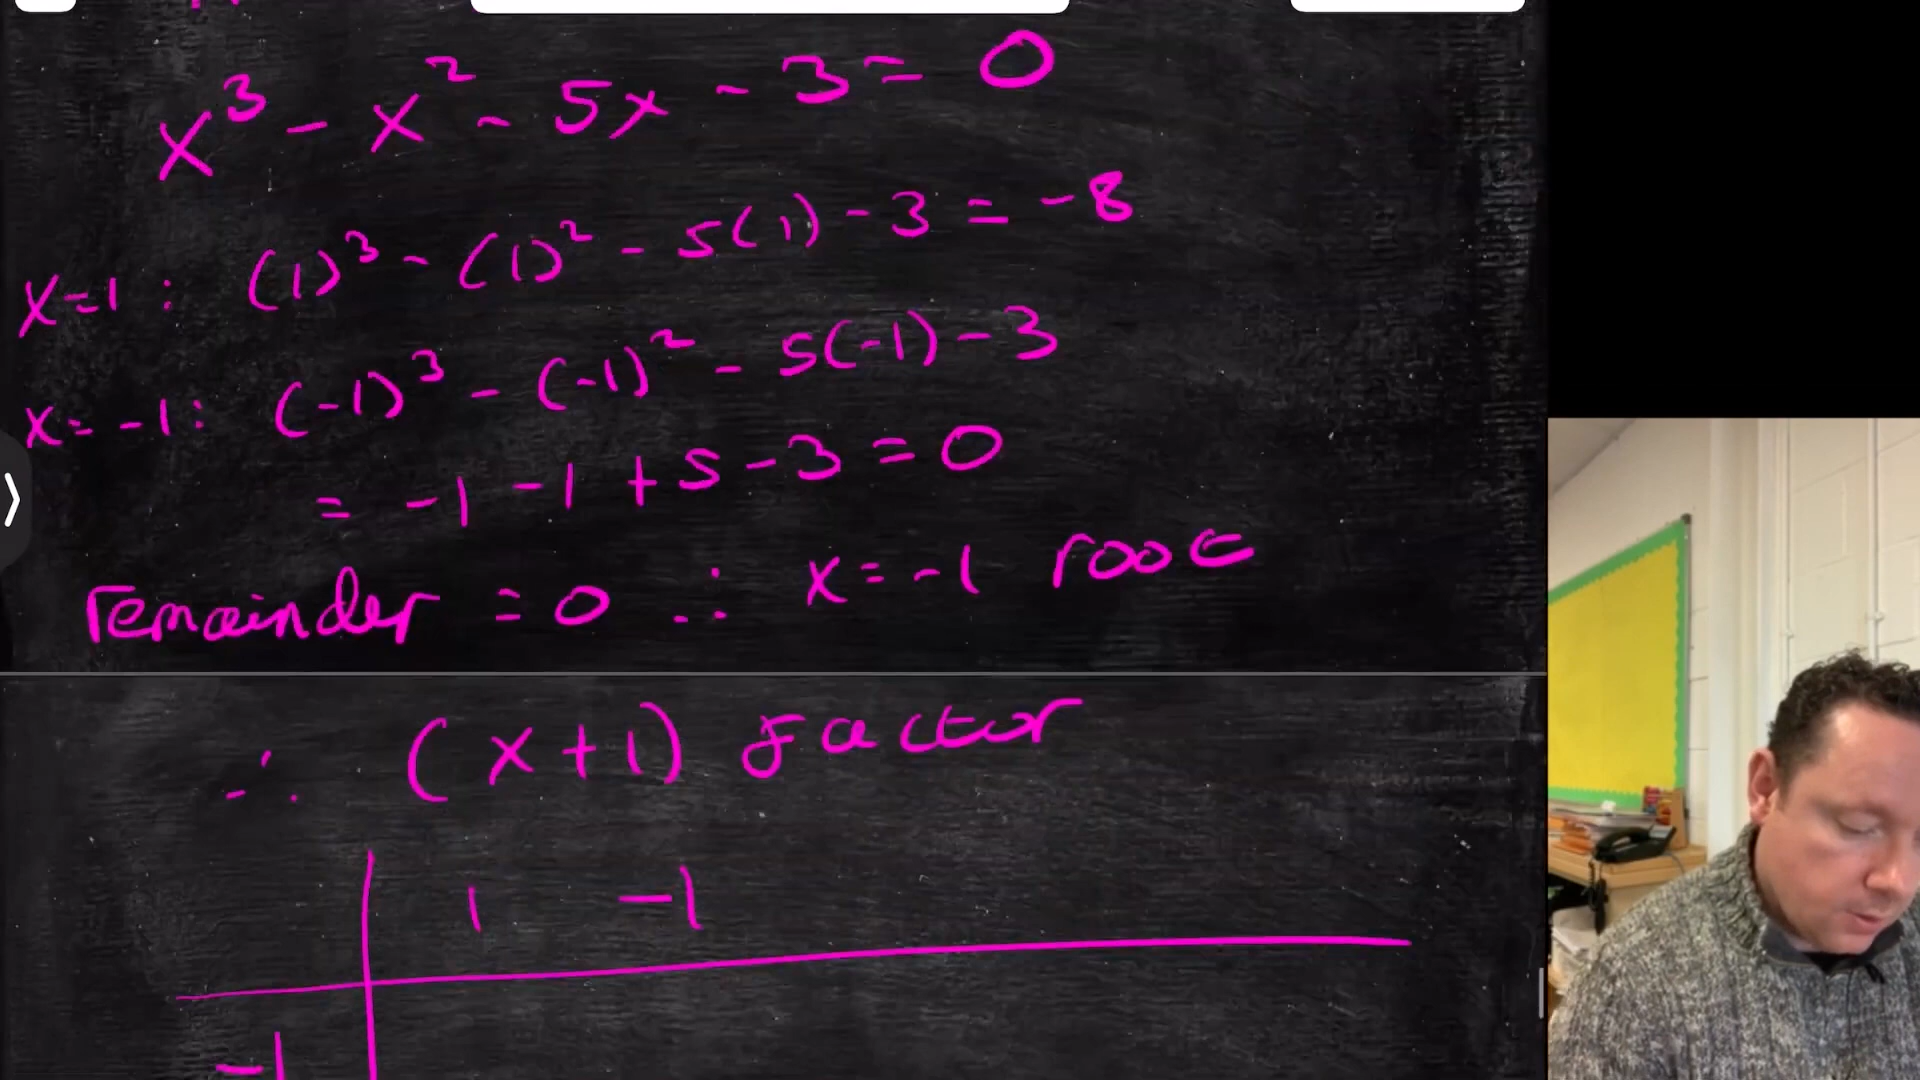 x³ - x² - 5x - 3 = 0
x=1 : (1)³ - (1)² - 5(1) - 3 = -8
x=-1 : (-1)³ - (-1)² - 5(-1) - 3
= -1 - 1 + 5 - 3 = 0
remainder = 0 ∴ x = -1 root
∴ (x+1) factor
1 -1
-1